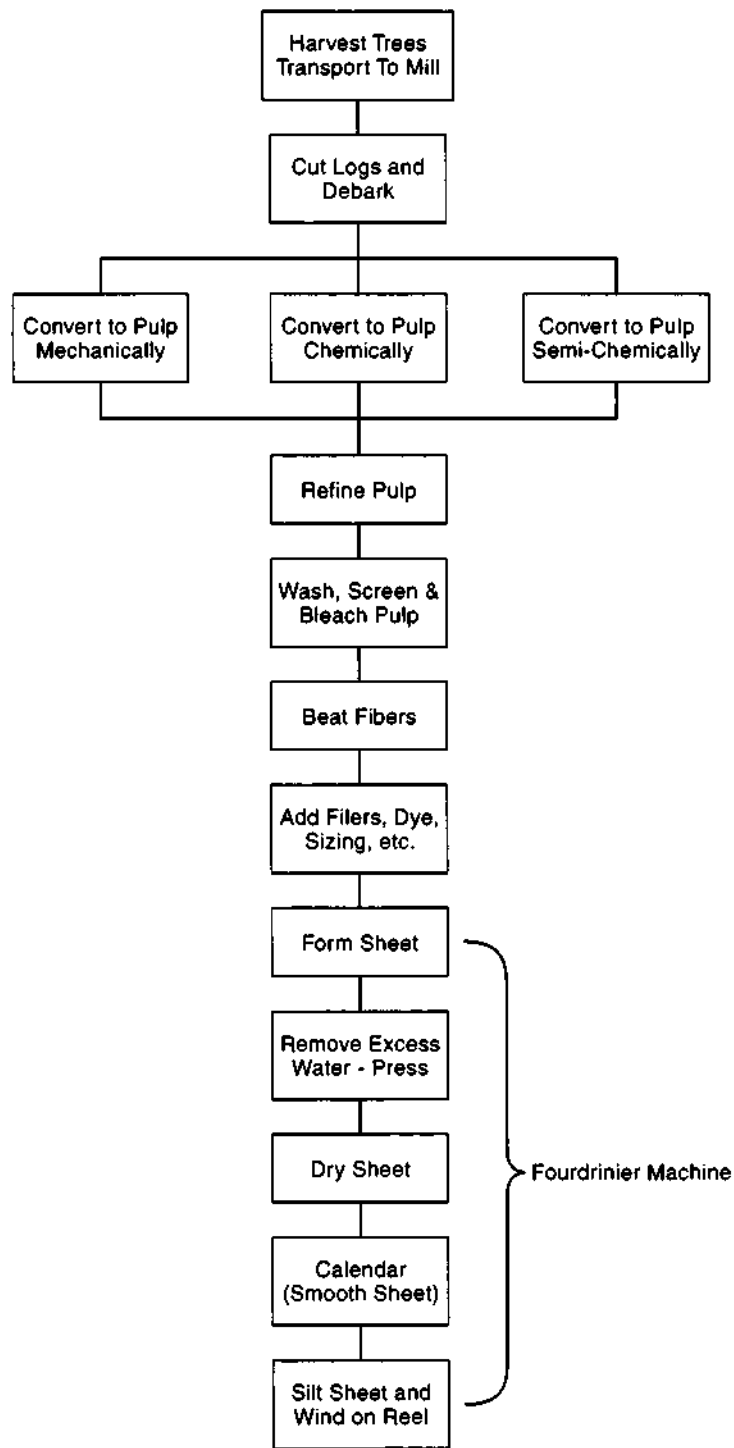 Harvest Trees
Transport To Mill
Cut Logs and
Debark
Convert to Pulp
Mechanically
Convert to Pulp
Chemically
Convert to Pulp
Semi-Chemically
Refine Pulp
Wash, Screen &
Bleach Pulp
Beat Fibers
Add Filers, Dye,
Sizing, etc.
Form Sheet
Remove Excess
Water - Press
Dry Sheet
Fourdrinier Machine
Calendar
(Smooth Sheet)
Silt Sheet and
Wind on Reel